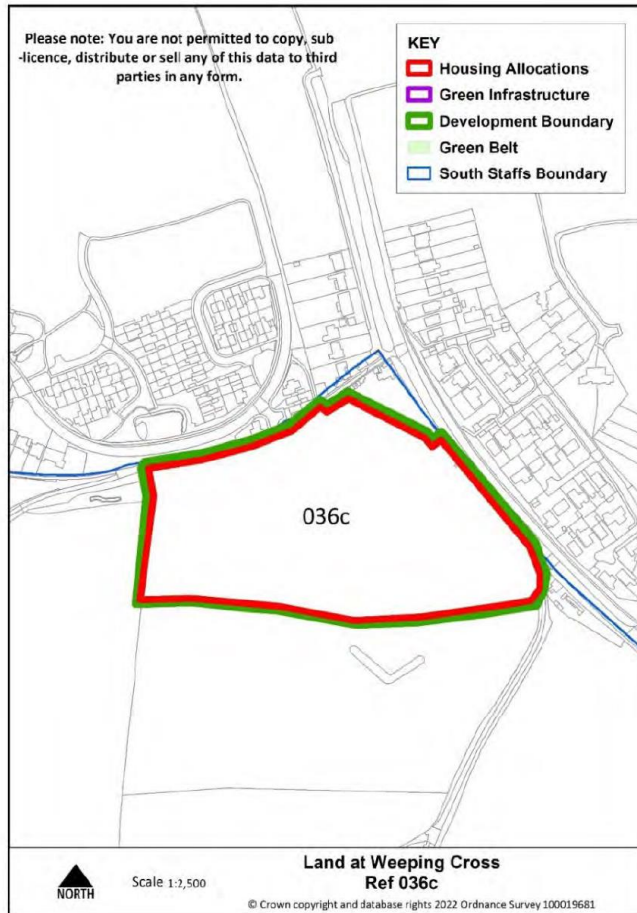 Please note: You are not permitted to copy, sub
-licence, distribute or sell any of this data to third
parties in any form.
KEY
Housing Allocations
Green Infrastructure
Development Boundary
Green Belt
South Staffs Boundary
036c
NORTH
Scale 1:2,500
Land at Weeping Cross
Ref 036c
© Crown copyright and database rights 2022 Ordnance Survey 100019681